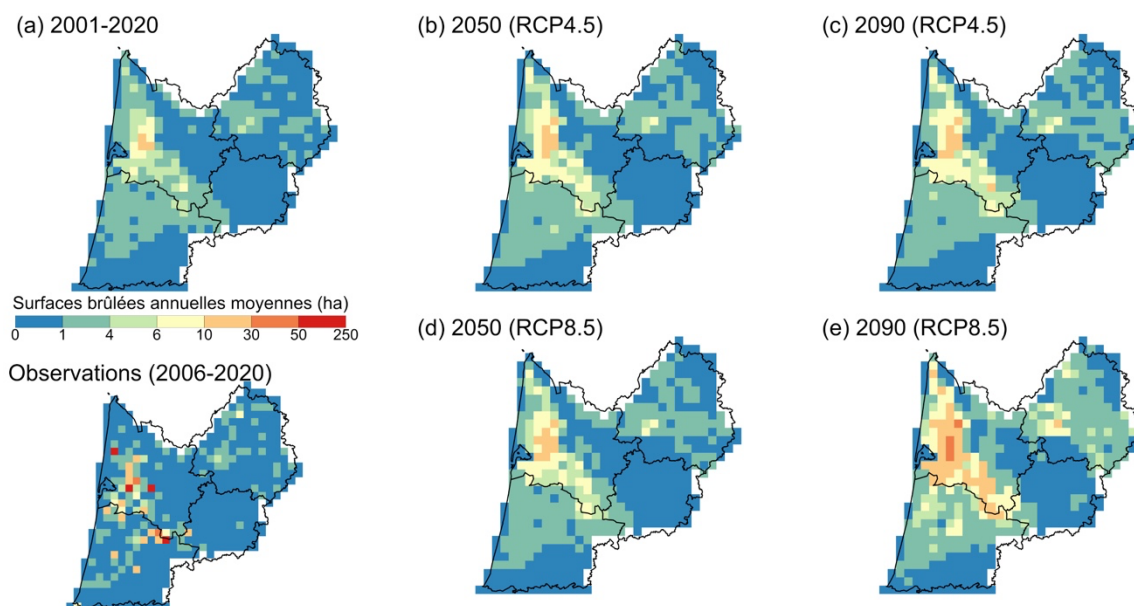 (a) 2001-2020
(b) 2050 (RCP4.5)
(c) 2090 (RCP4.5)
Surfaces brûlées annuelles moyennes (ha)
0 1 4 6 10 30 50 250
Observations (2006-2020)
(d) 2050 (RCP8.5)
(e) 2090 (RCP8.5)